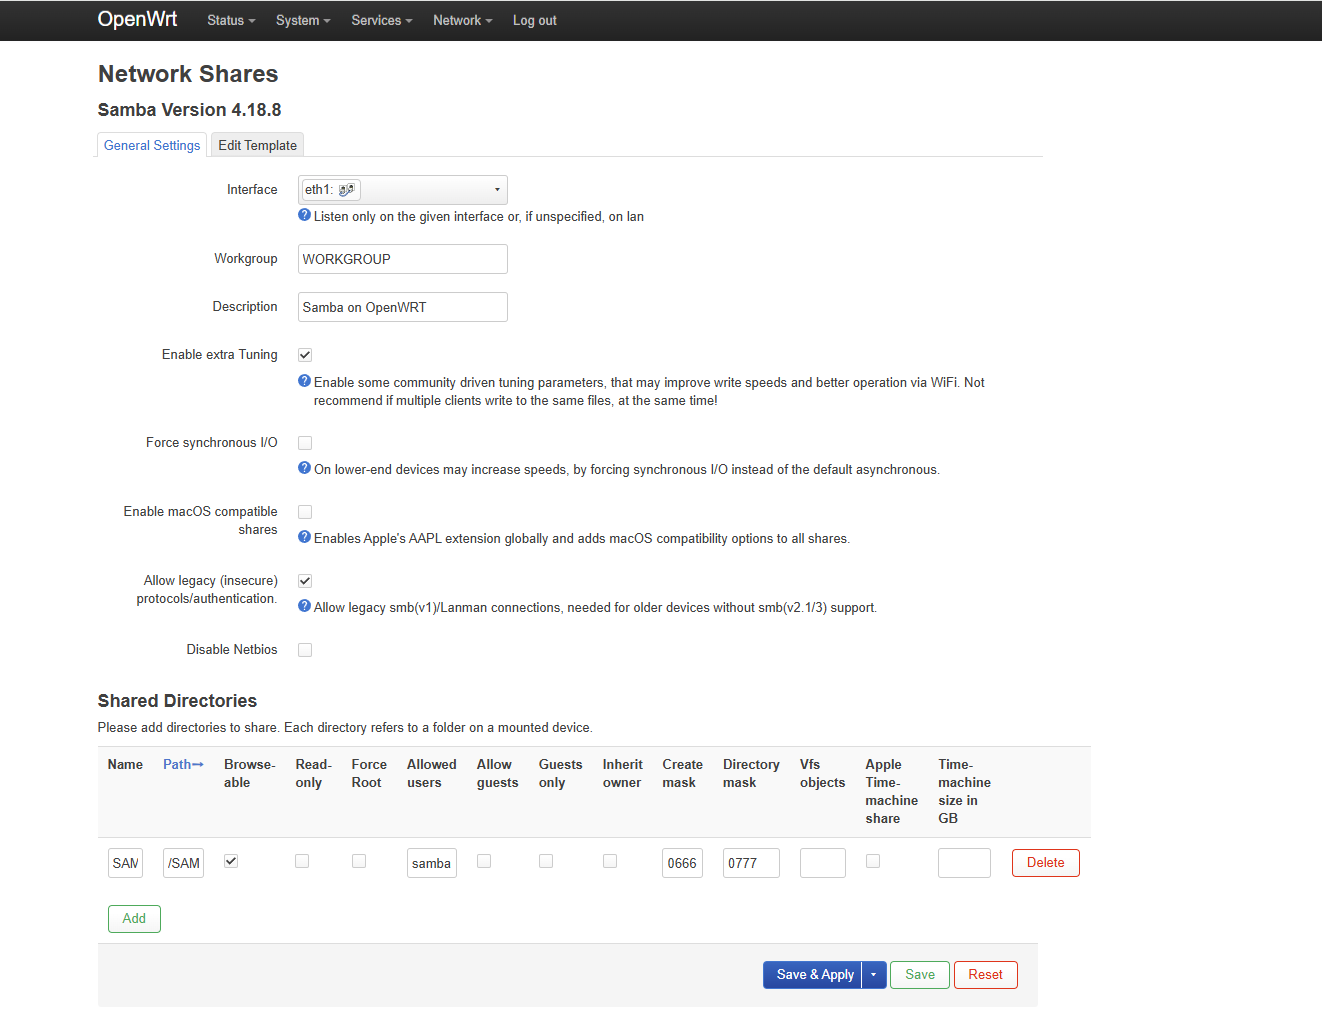 OpenWrt Status System Services Network Log out
Network Shares
Samba Version 4.18.8
General Settings Edit Template
Interface eth1:
Listen only on the given interface or, if unspecified, on lan
Workgroup WORKGROUP
Description Samba on OpenWRT
Enable extra Tuning
Enable some community driven tuning parameters, that may improve write speeds and better operation via WiFi. Not
recommend if multiple clients write to the same files, at the same time!
Force synchronous I/O
On lower-end devices may increase speeds, by forcing synchronous I/O instead of the default asynchronous.
Enable macOS compatible
shares
Enables Apple's AAPL extension globally and adds macOS compatibility options to all shares.
Allow legacy (insecure)
protocols/authentication.
Allow legacy smb(v1)/Lanman connections, needed for older devices without smb(v2.1/3) support.
Disable Netbios
Shared Directories
Please add directories to share. Each directory refers to a folder on a mounted device.
Name Path→ Browse- Read- Force Allowed Allow Guests Inherit Create Directory Vfs Apple Time-
able only Root users guests only owner mask mask objects Time- machine
machine size in
share GB
SAM /SAM samba 0666 0777 Delete
Add
Save & Apply Save Reset